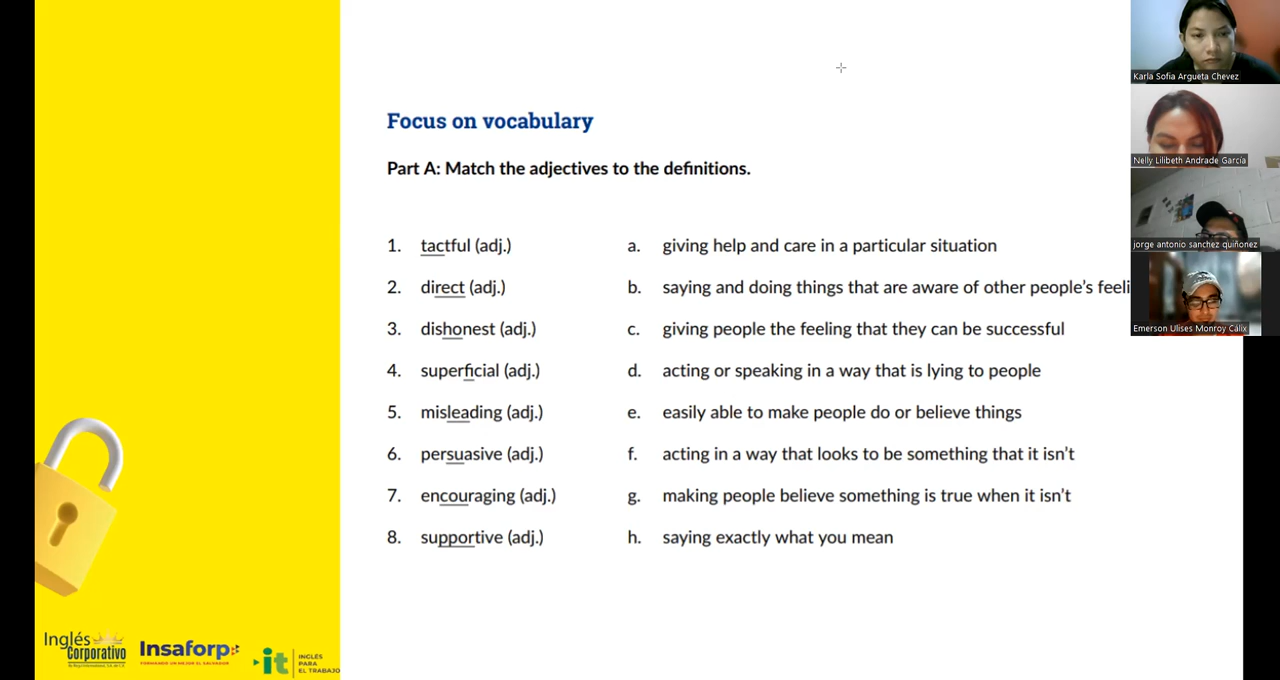 Focus on vocabulary
Part A: Match the adjectives to the definitions.
1. tactful (adj.)
2. direct (adj.)
3. dishonest (adj.)
4. superficial (adj.)
5. misleading (adj.)
6. persuasive (adj.)
7. encouraging (adj.)
8. supportive (adj.)
a. giving help and care in a particular situation
b. saying and doing things that are aware of other people's feeli
c. giving people the feeling that they can be successful
d. acting or speaking in a way that is lying to people
e. easily able to make people do or believe things
f. acting in a way that looks to be something that it isn't
g. making people believe something is true when it isn't
h. saying exactly what you mean
Karla Sofia Argueta Chevez
Nelly Lilibeth Andrade García
jorge antonio sanchez quiñonez
Emerson Ulises Monroy Cálix
Inglés
Corporativo
Insaforp
FORMANDO UN MEJOR EL SALVADOR
it
INGLÉS
PARA
EL TRABAJO